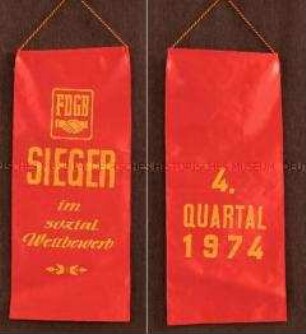 FDGB
SIEGER
im
sozial.
Wettbewerb
4.
QUARTAL
1974